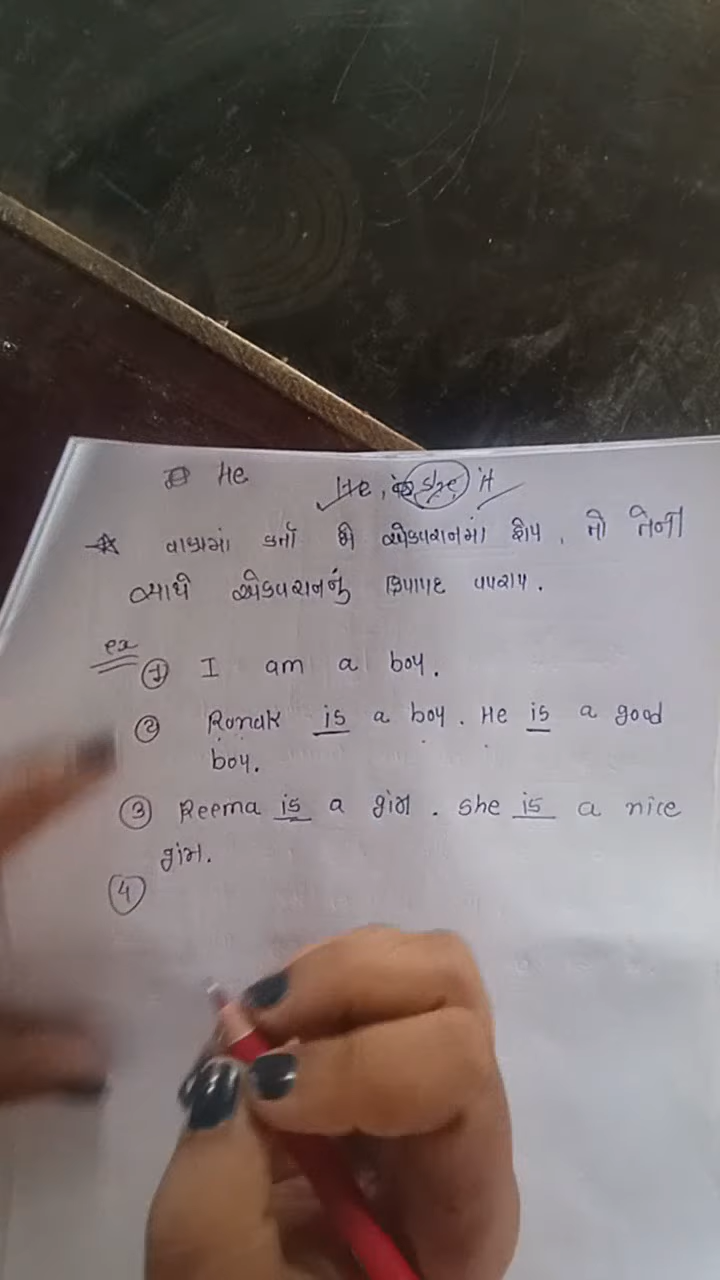 He He, she, it
વાક્યમાં કર્તા જો એકવચનમાં હોય, તો તેની
સાથે એકવચનનું ક્રિયાપદ વપરાય.
ex ① I am a boy.
② Ronak is a boy. He is a good
boy.
③ Reema is a girl. She is a nice
girl.
④